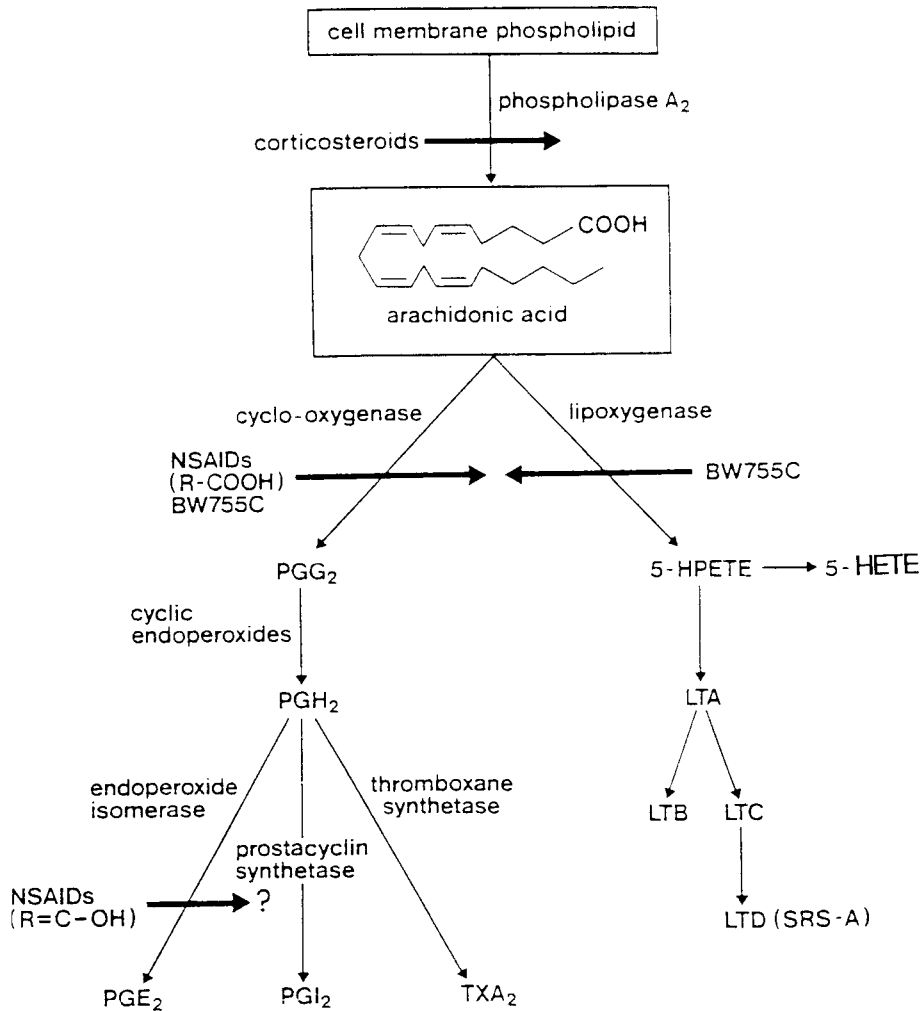 cell membrane phospholipid
phospholipase A₂
corticosteroids
COOH
arachidonic acid
cyclo-oxygenase
lipoxygenase
NSAIDs
(R-COOH)
BW755C
BW755C
PGG₂
5-HPETE
5-HETE
cyclic
endoperoxides
PGH₂
LTA
endoperoxide
isomerase
thromboxane
synthetase
LTB
LTC
prostacyclin
synthetase
NSAIDs
(R=C-OH)
?
LTD (SRS-A)
PGE₂
PGI₂
TXA₂